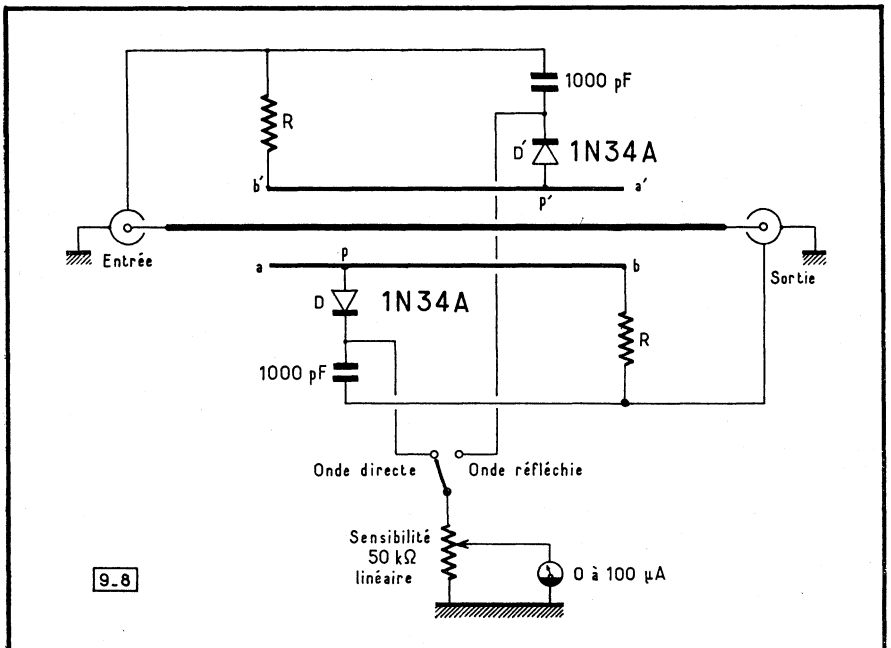 1000 pF
R
D' 1N34A
b'
p'
a'
Entrée
Sortie
a
p
b
D 1N34A
R
1000 pF
Onde directe
Onde réfléchie
Sensibilité
50 kΩ
linéaire
0 à 100 µA
9_8